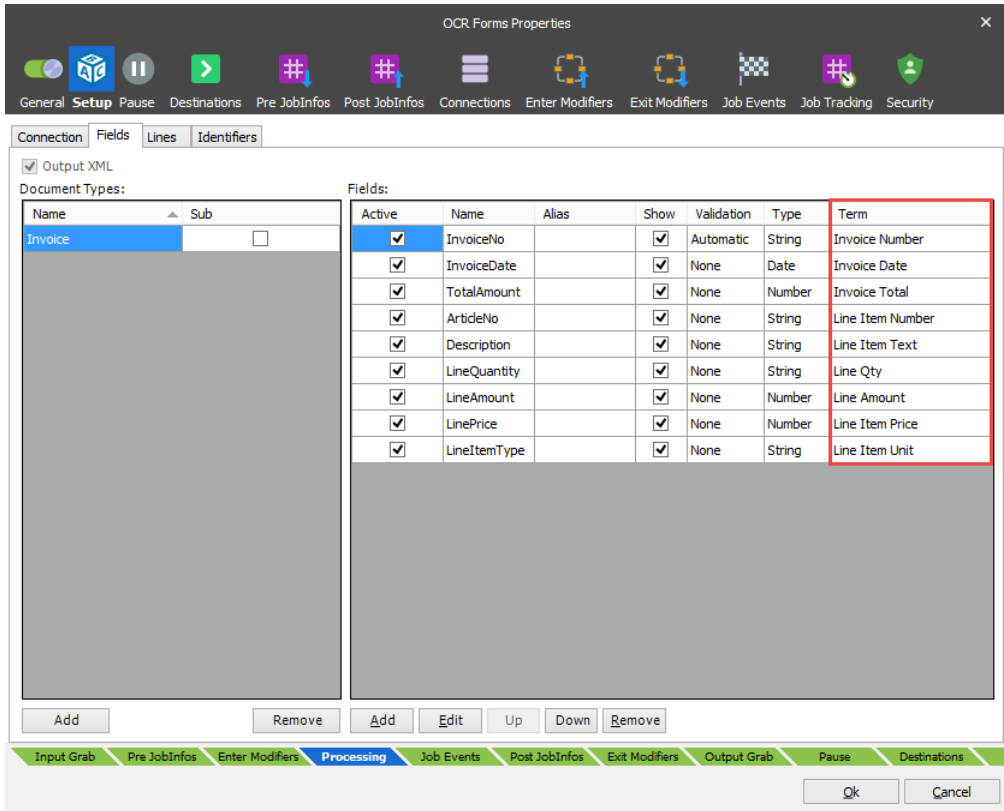 OCR Forms Properties
General Setup Pause Destinations Pre JobInfos Post JobInfos Connections Enter Modifiers Exit Modifiers Job Events Job Tracking Security
Connection Fields Lines Identifiers
Output XML
Document Types: Fields:
Name Sub Active Name Alias Show Validation Type Term
Invoice InvoiceNo Automatic String Invoice Number
InvoiceDate None Date Invoice Date
TotalAmount None Number Invoice Total
ArticleNo None String Line Item Number
Description None String Line Item Text
LineQuantity None String Line Qty
LineAmount None Number Line Amount
LinePrice None Number Line Item Price
LineItemType None String Line Item Unit
Add Remove Add Edit Up Down Remove
Input Grab Pre JobInfos Enter Modifiers Processing Job Events Post JobInfos Exit Modifiers Output Grab Pause Destinations
Ok Cancel